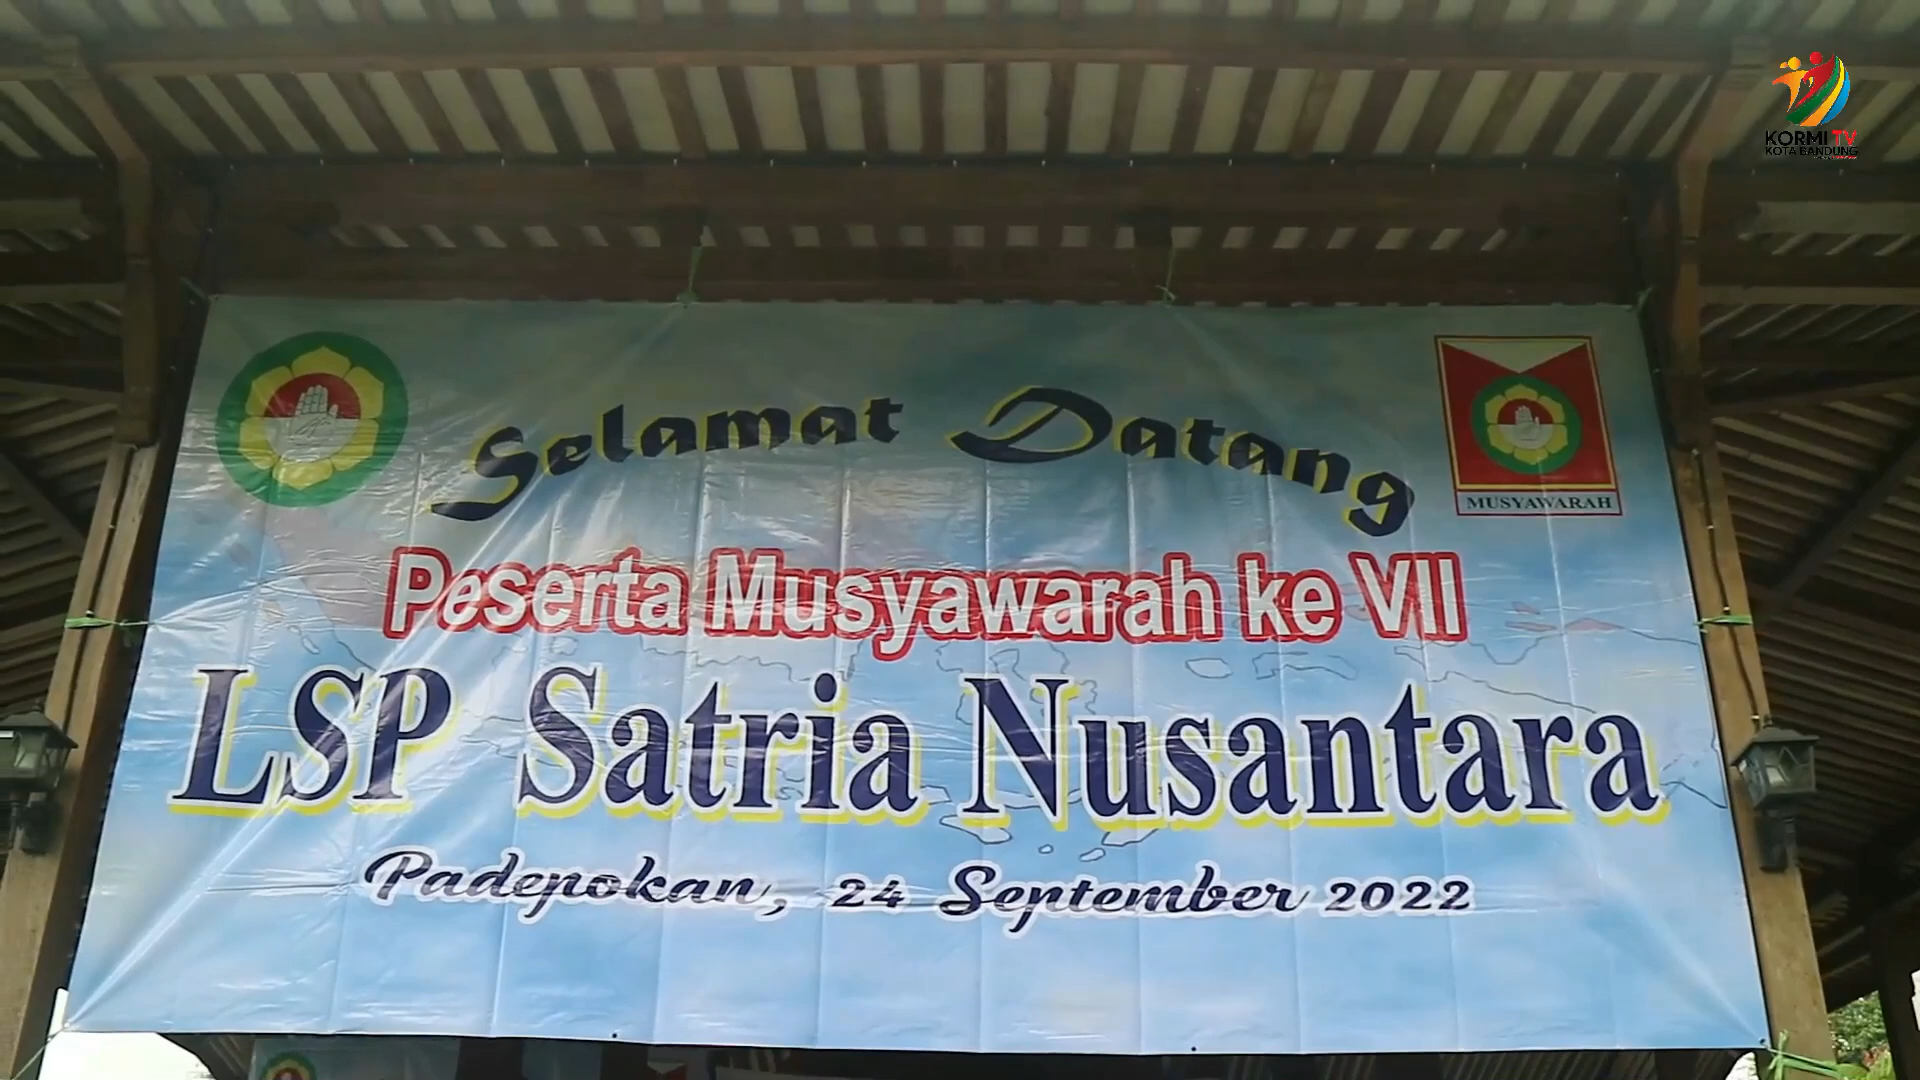 KORMI TV
KOTA BANDUNG
Selamat Datang
MUSYAWARAH
Peserta Musyawarah ke VII
LSP Satria Nusantara
Padepokan, 24 September 2022